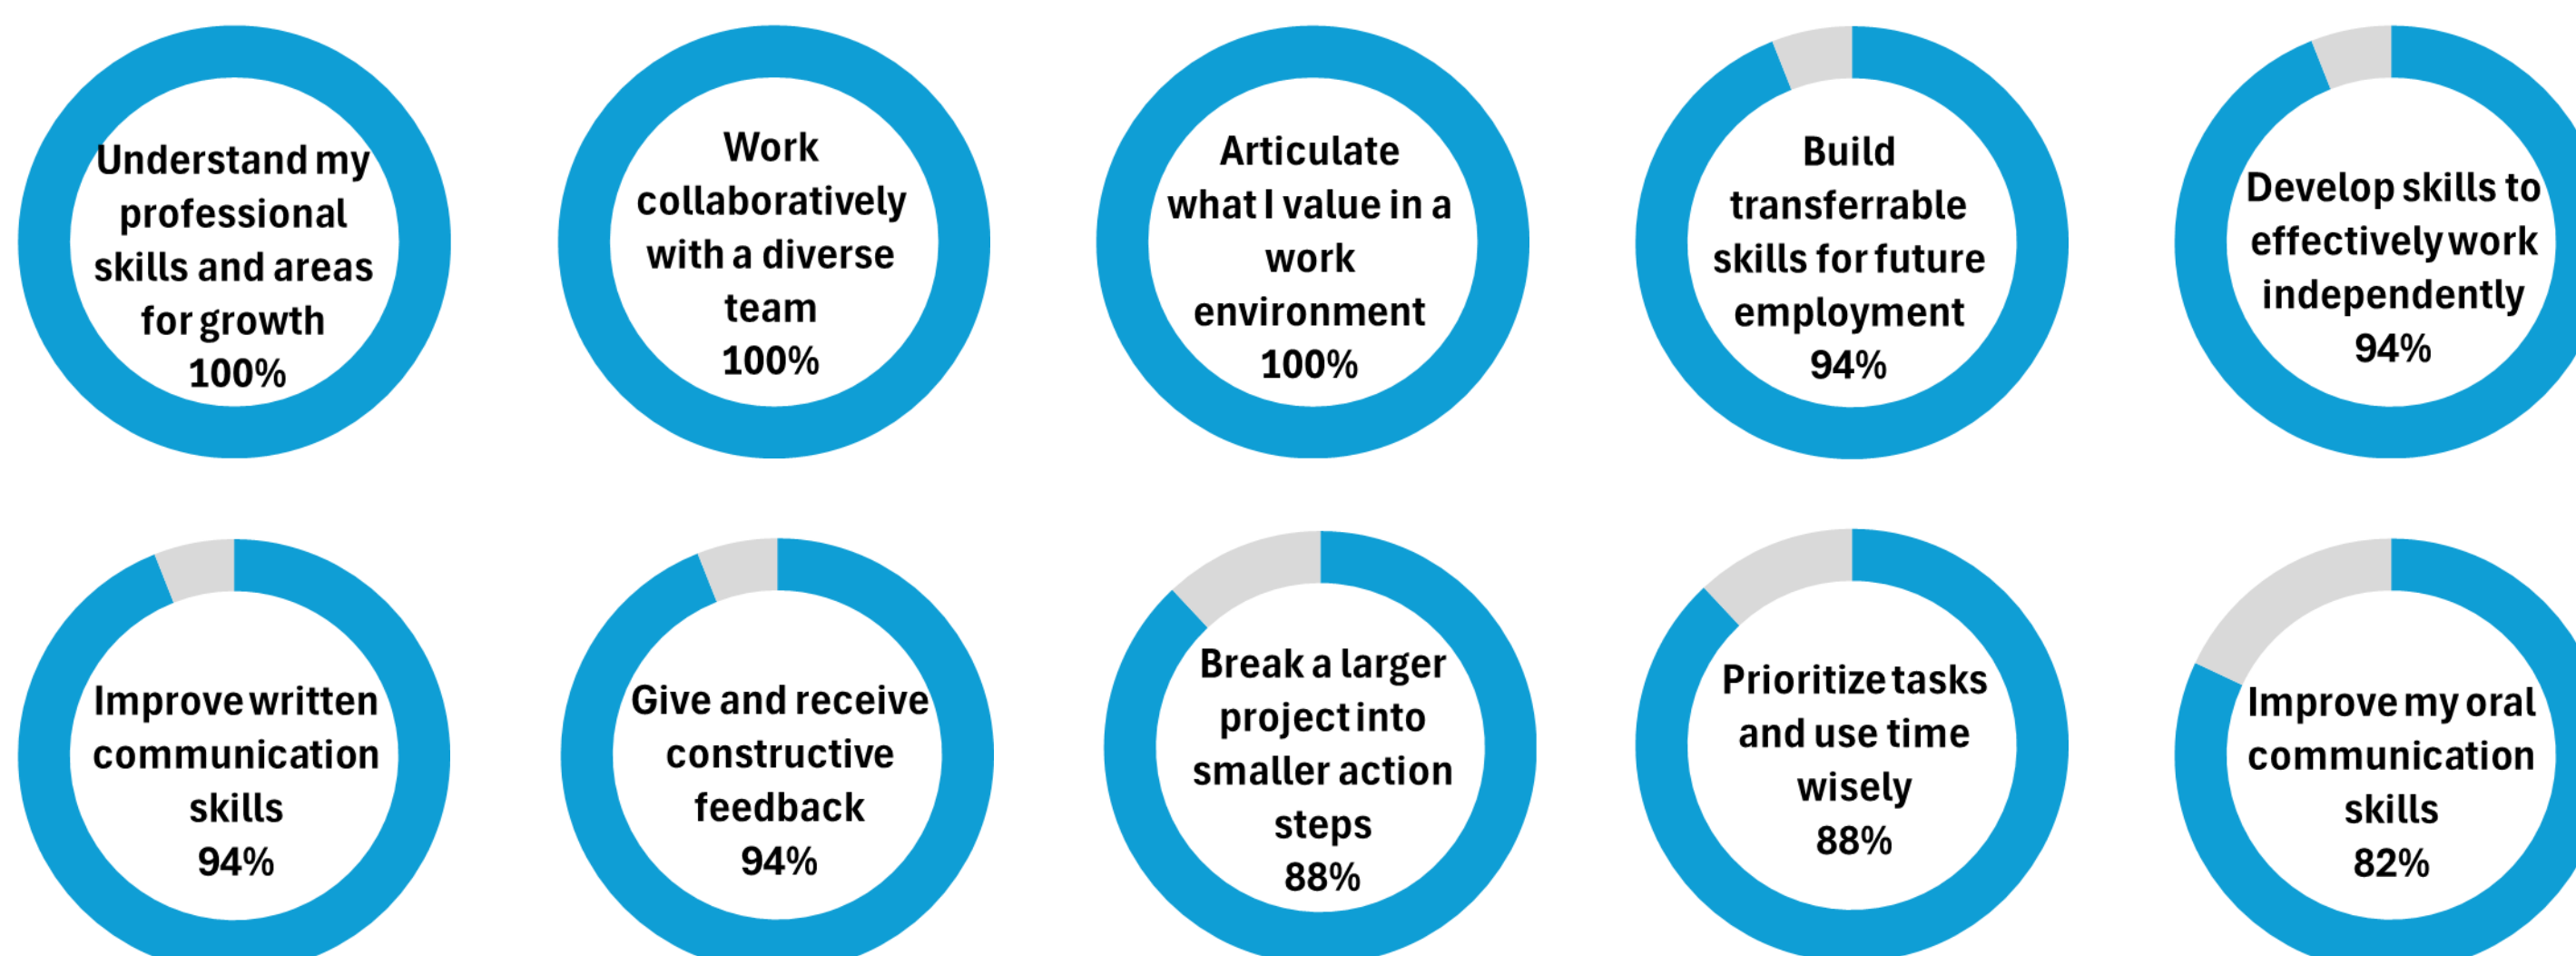 Understand my
professional
skills and areas
for growth
100%
Work
collaboratively
with a diverse
team
100%
Articulate
what I value in a
work
environment
100%
Build
transferrable
skills for future
employment
94%
Develop skills to
effectively work
independently
94%
Improve written
communication
skills
94%
Give and receive
constructive
feedback
94%
Break a larger
project into
smaller action
steps
88%
Prioritize tasks
and use time
wisely
88%
Improve my oral
communication
skills
82%